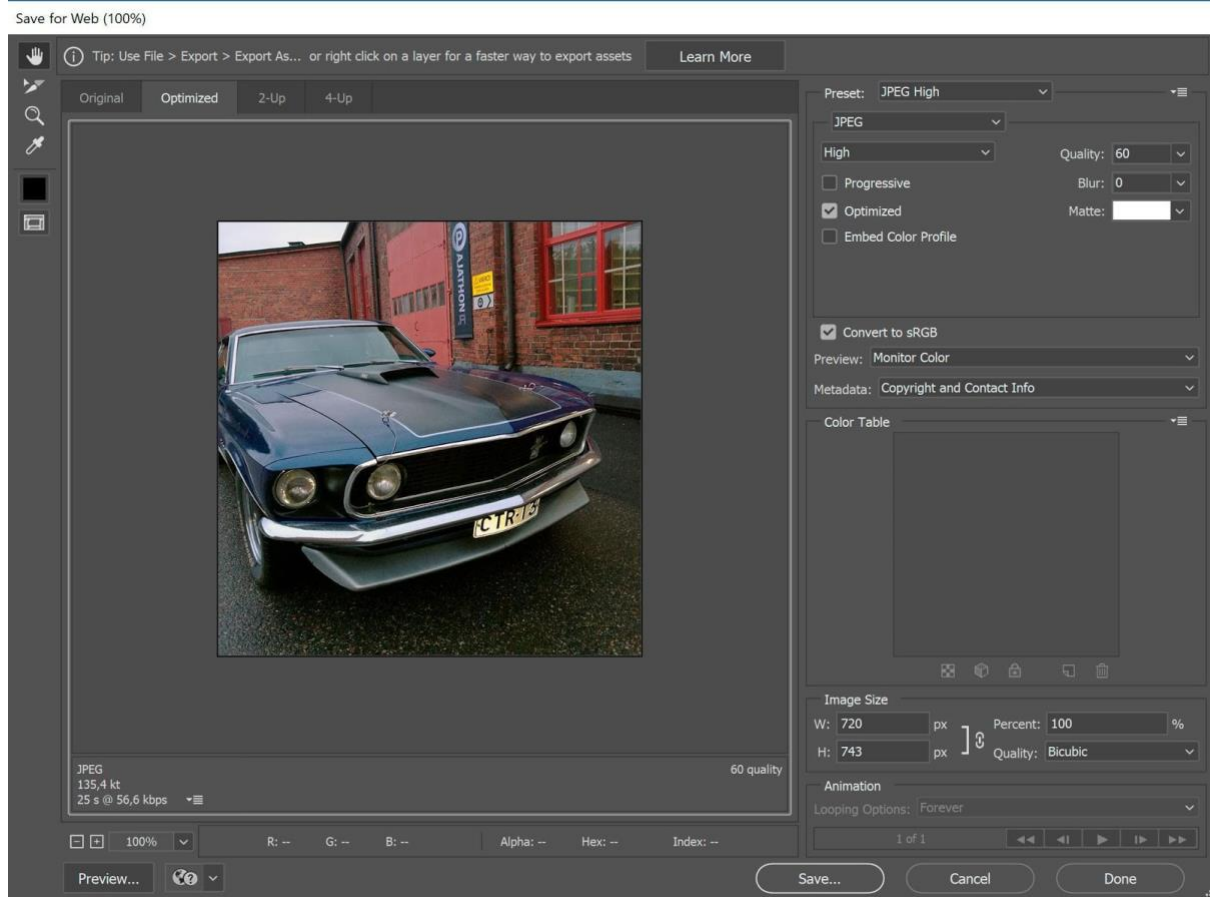 Save for Web (100%)
Tip: Use File > Export > Export As... or right click on a layer for a faster way to export assets
Learn More
Original Optimized 2-Up 4-Up
AJATHON
CTR-13
JPEG
135,4 kt
25 s @ 56,6 kbps
60 quality
100% R: -- G: -- B: -- Alpha: -- Hex: -- Index: --
Preview...
Preset: JPEG High
JPEG
High Quality: 60
Progressive Blur: 0
Optimized Matte:
Embed Color Profile
Convert to sRGB
Preview: Monitor Color
Metadata: Copyright and Contact Info
Color Table
Image Size
W: 720 px Percent: 100 %
H: 743 px Quality: Bicubic
Animation
Looping Options: Forever
1 of 1
Save... Cancel Done